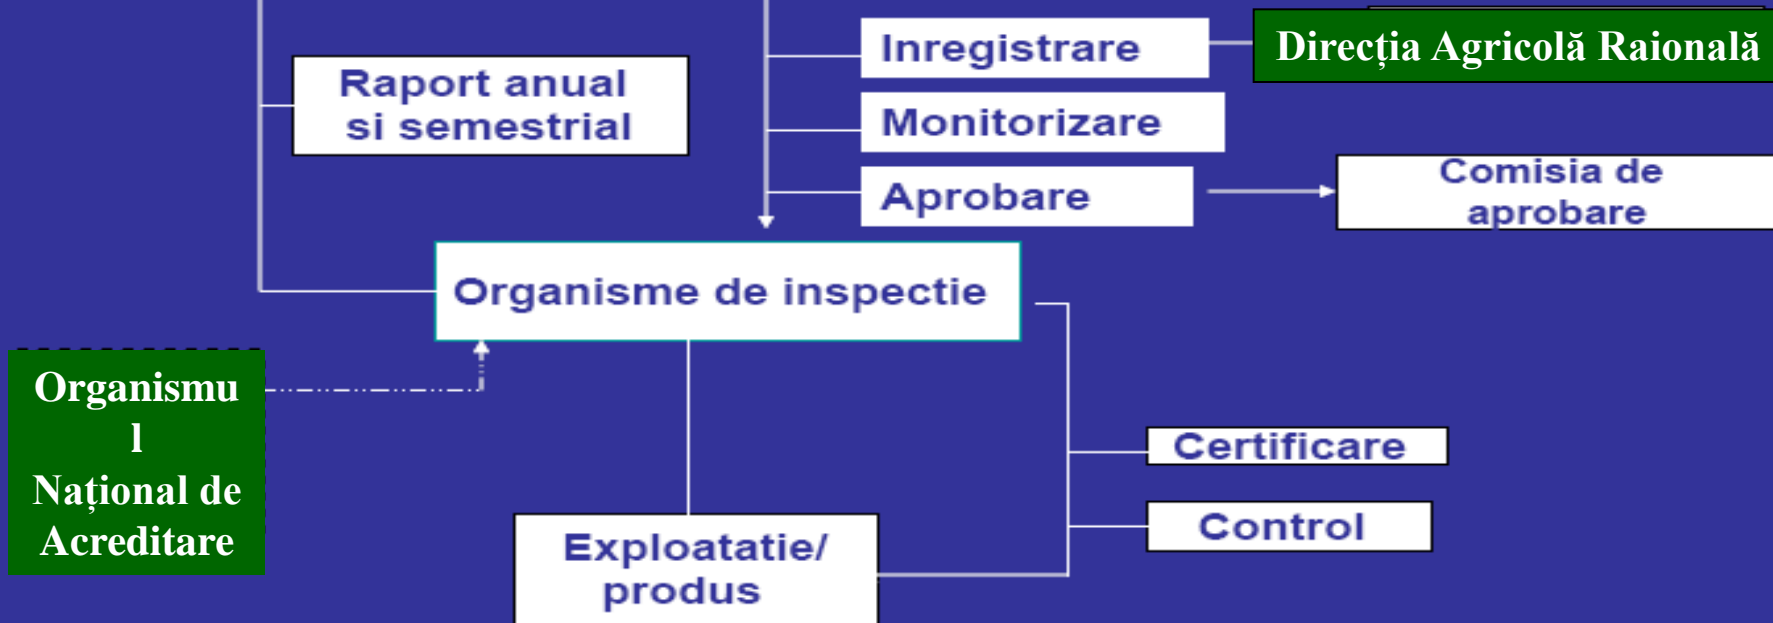 Inregistrare
Direcția Agricolă Raională
Raport anual
si semestrial
Monitorizare
Aprobare
Comisia de
aprobare
Organisme de inspectie
Organismu
l
Național de
Acreditare
Certificare
Control
Exploatatie/
produs